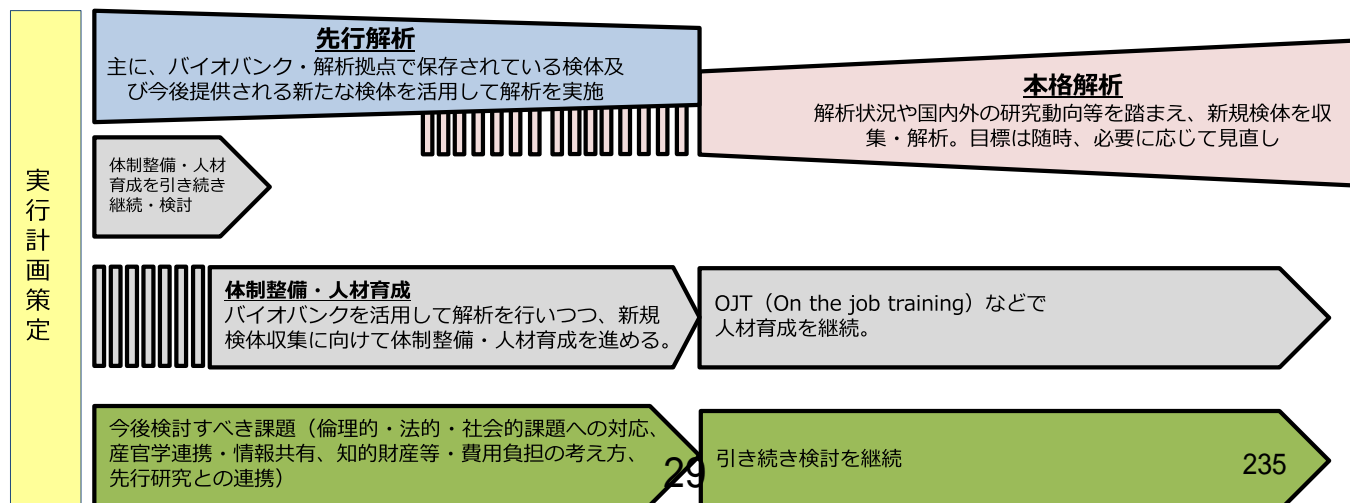 実行計画策定
先行解析
主に、バイオバンク・解析拠点で保存されている検体及
び今後提供される新たな検体を活用して解析を実施
本格解析
解析状況や国内外の研究動向等を踏まえ、新規検体を収
集・解析。目標は随時、必要に応じて見直し
体制整備・人材
育成を引き続き
継続・検討
体制整備・人材育成
バイオバンクを活用して解析を行いつつ、新規
検体収集に向けて体制整備・人材育成を進める。
OJT（On the job training）などで
人材育成を継続。
今後検討すべき課題（倫理的・法的・社会的課題への対応、
産官学連携・情報共有、知的財産等・費用負担の考え方、
先行研究との連携）
29
引き続き検討を継続
235